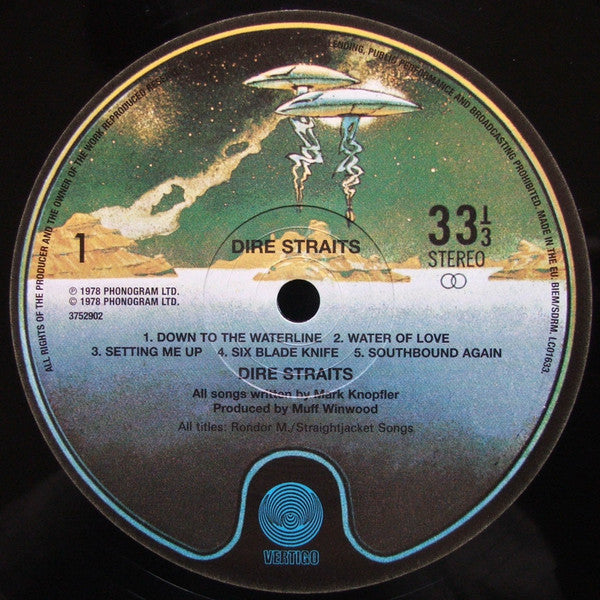 ALL RIGHTS OF THE PRODUCER AND THE OWNER OF THE WORK REPRODUCED
LENDING, PUBLIC PERFORMANCE AND BROADCASTING PROHIBITED. MADE IN THE EU. BIEM/SDRM. LC01633.
DIRE STRAITS
1
33 1/3
STEREO
℗ 1978 PHONOGRAM LTD.
© 1978 PHONOGRAM LTD.
3752902
1. DOWN TO THE WATERLINE 2. WATER OF LOVE
3. SETTING ME UP 4. SIX BLADE KNIFE 5. SOUTHBOUND AGAIN
DIRE STRAITS
All songs written by Mark Knopfler
Produced by Muff Winwood
All titles: Rondor M./Straightjacket Songs
VERTIGO